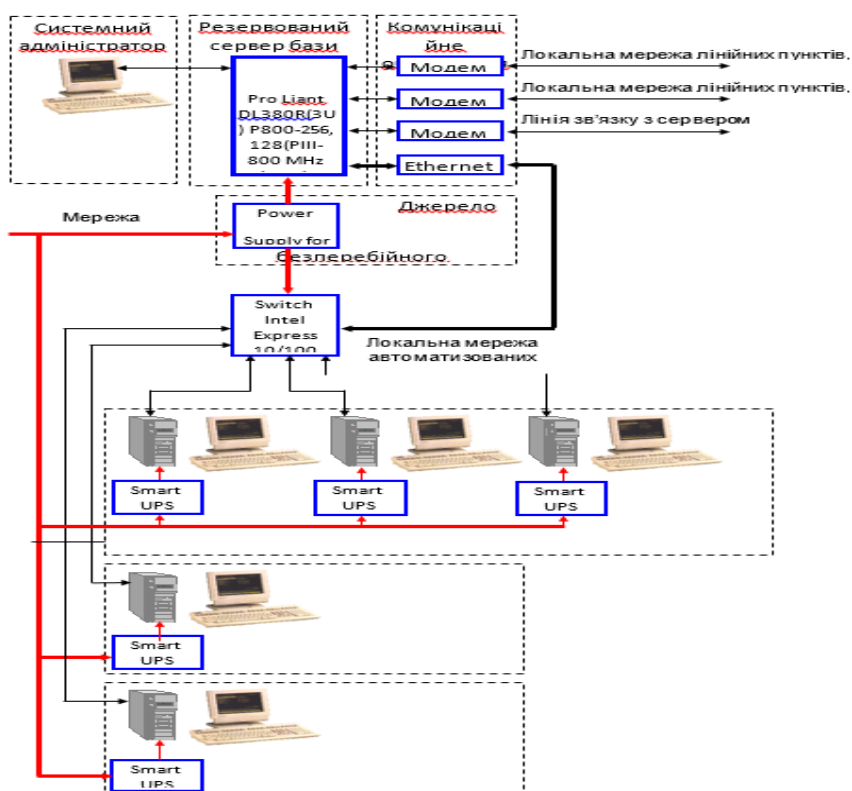 Системний
адміністратор
Резервований
сервер бази
Комунікаці
йне
Pro Liant
DL380R(3U
) P800-256,
128(PIII-
800 MHz
Модем
Модем
Модем
Ethernet
Локальна мережа лінійних пунктів.
Локальна мережа лінійних пунктів.
Лінія зв’язку з сервером
Мережа
Power
Supply for
Джерело
безперебійного
Switch
Intel
Express
10/100
Локальна мережа
автоматизованих
Smart
UPS
Smart
UPS
Smart
UPS
Smart
UPS
Smart
UPS